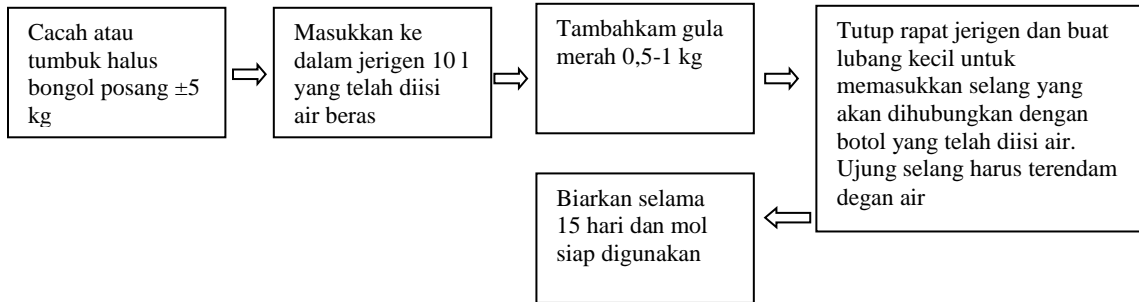 Cacah atau
tumbuk halus
bongol posang ±5
kg
Masukkan ke
dalam jerigen 10 l
yang telah diisi
air beras
Tambahkam gula
merah 0,5-1 kg
Tutup rapat jerigen dan buat
lubang kecil untuk
memasukkan selang yang
akan dihubungkan dengan
botol yang telah diisi air.
Ujung selang harus terendam
degan air
Biarkan selama
15 hari dan mol
siap digunakan